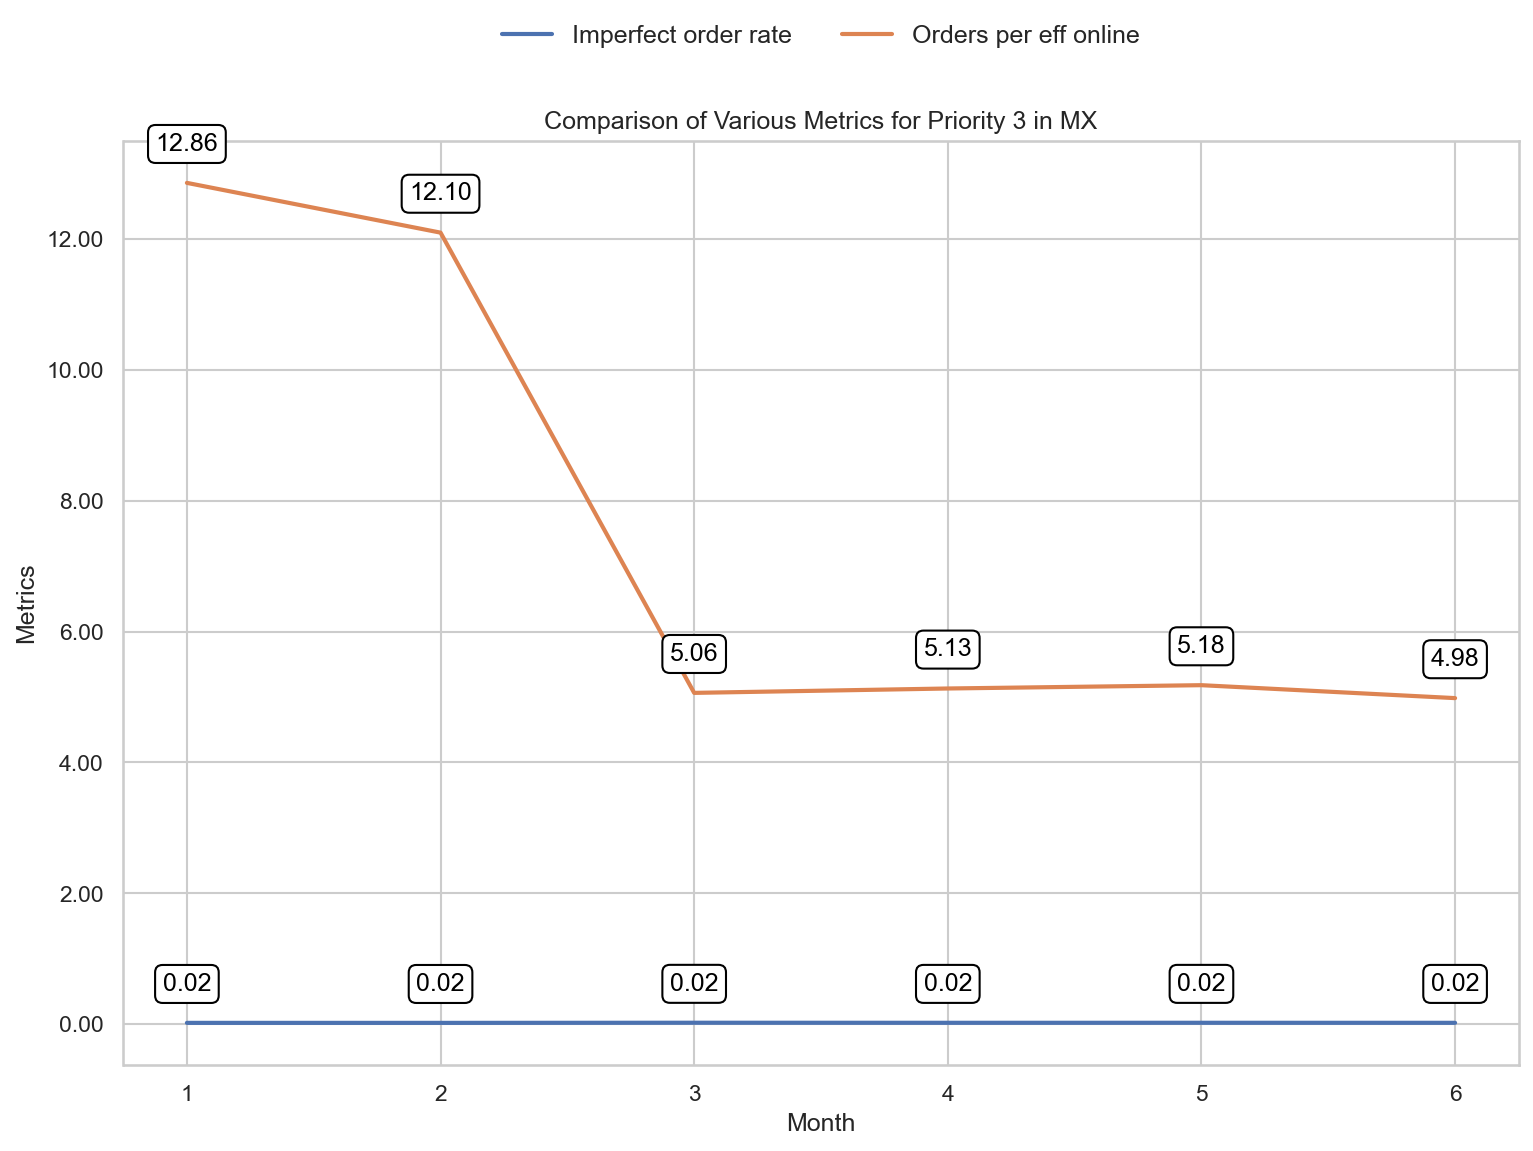 Imperfect order rate Orders per eff online
Comparison of Various Metrics for Priority 3 in MX
12.86
12.10
12.00
10.00
8.00
Metrics
6.00
5.06
5.13
5.18
4.98
4.00
2.00
0.02 0.02 0.02 0.02 0.02 0.02
0.00
1 2 3 4 5 6
Month